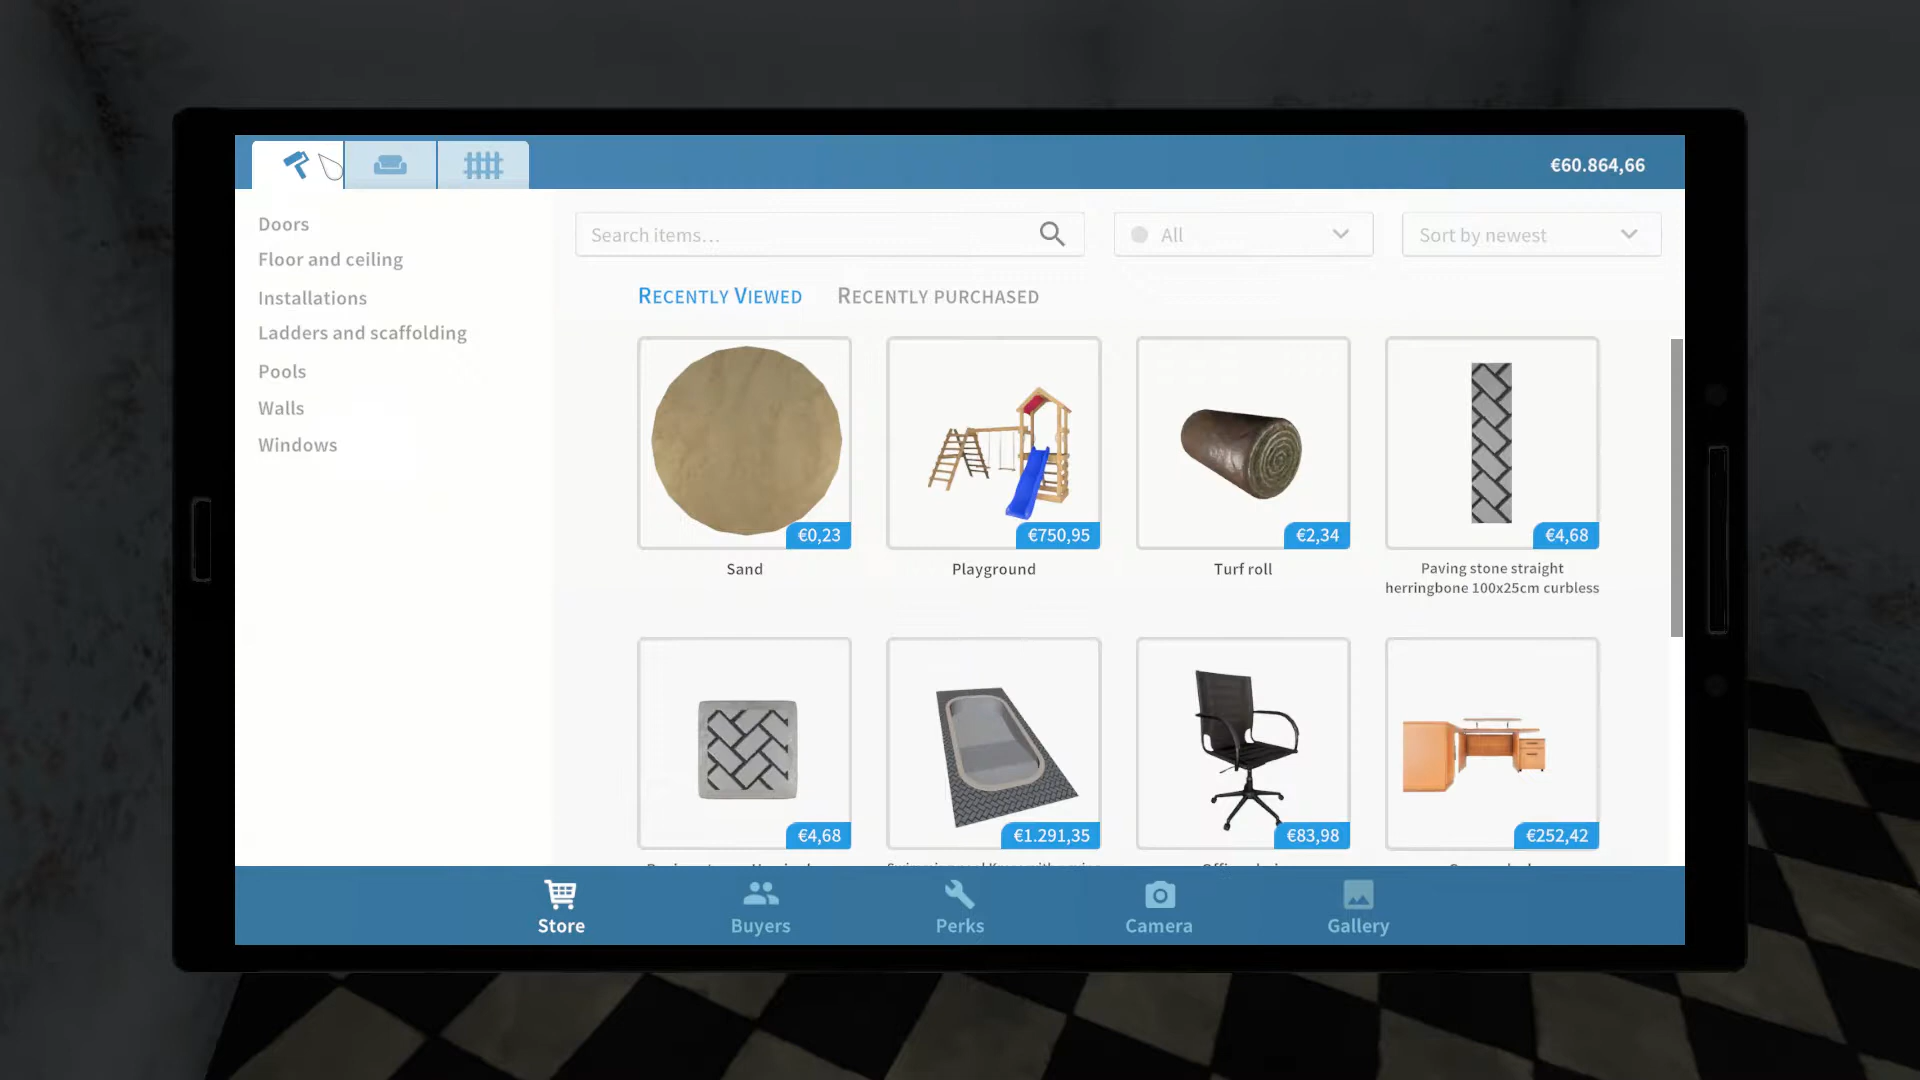 €60.864,66
Doors
Floor and ceiling
Installations
Ladders and scaffolding
Pools
Walls
Windows
Search items...
All
Sort by newest
RECENTLY VIEWED
RECENTLY PURCHASED
€0,23
€750,95
€2,34
€4,68
Sand
Playground
Turf roll
Paving stone straight
herringbone 100x25cm curbless
€4,68
€1.291,35
€83,98
€252,42
Store
Buyers
Perks
Camera
Gallery